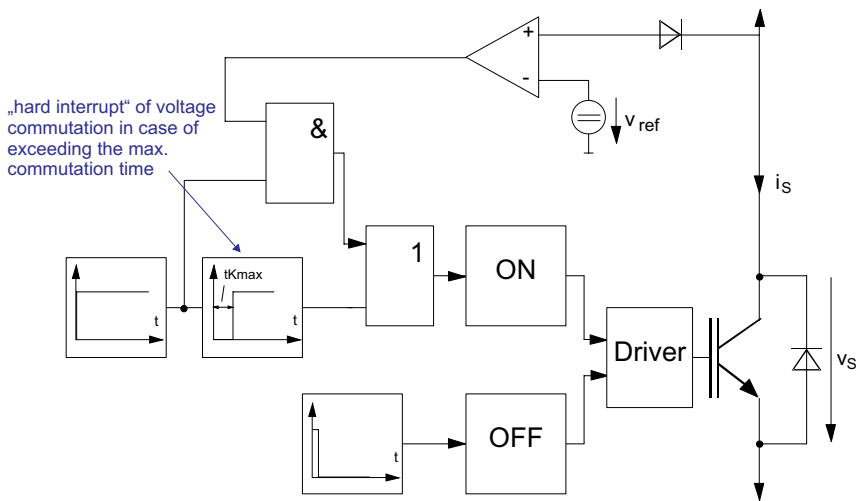 +
-
v ref
„hard interrupt“ of voltage
commutation in case of
exceeding the max.
commutation time
&
i S
1
ON
tKmax
t
t
Driver
v S
OFF
t